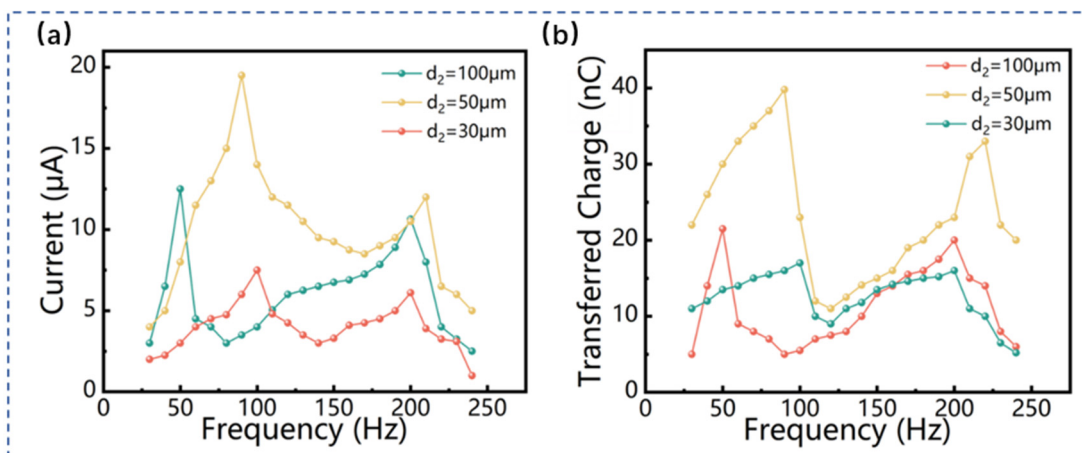 (a)
Current (μA)
20
15
10
5
0
d₂=100μm
d₂=50μm
d₂=30μm
0 50 100 150 200 250
Frequency (Hz)
(b)
Transferred Charge (nC)
40
30
20
10
0
d₂=100μm
d₂=50μm
d₂=30μm
0 50 100 150 200 250
Frequency (Hz)